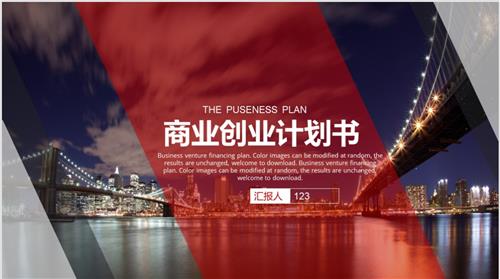 THE PUSENESS PLAN
商业创业计划书
Business venture financing plan. Color images can be modified at random, the
results are unchanged, welcome to download. Business venture financing
plan. Color images can be modified at random, the results are unchanged,
welcome to download.
汇报人 123